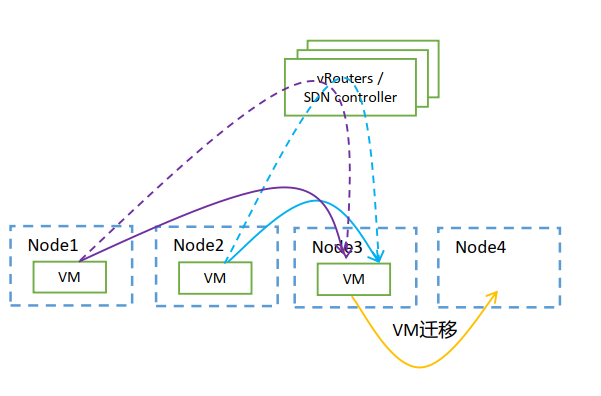 vRouters /
SDN controller
Node1
Node2
Node3
Node4
VM
VM
VM
VM迁移